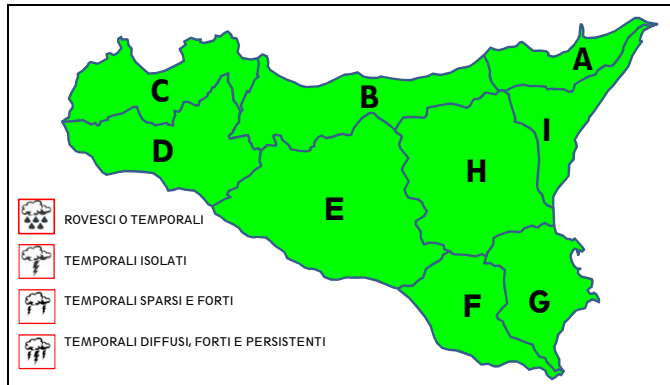 A
B
C
I
D
H
E
F
G
ROVESCI O TEMPORALI
TEMPORALI ISOLATI
TEMPORALI SPARSI E FORTI
TEMPORALI DIFFUSI, FORTI E PERSISTENTI